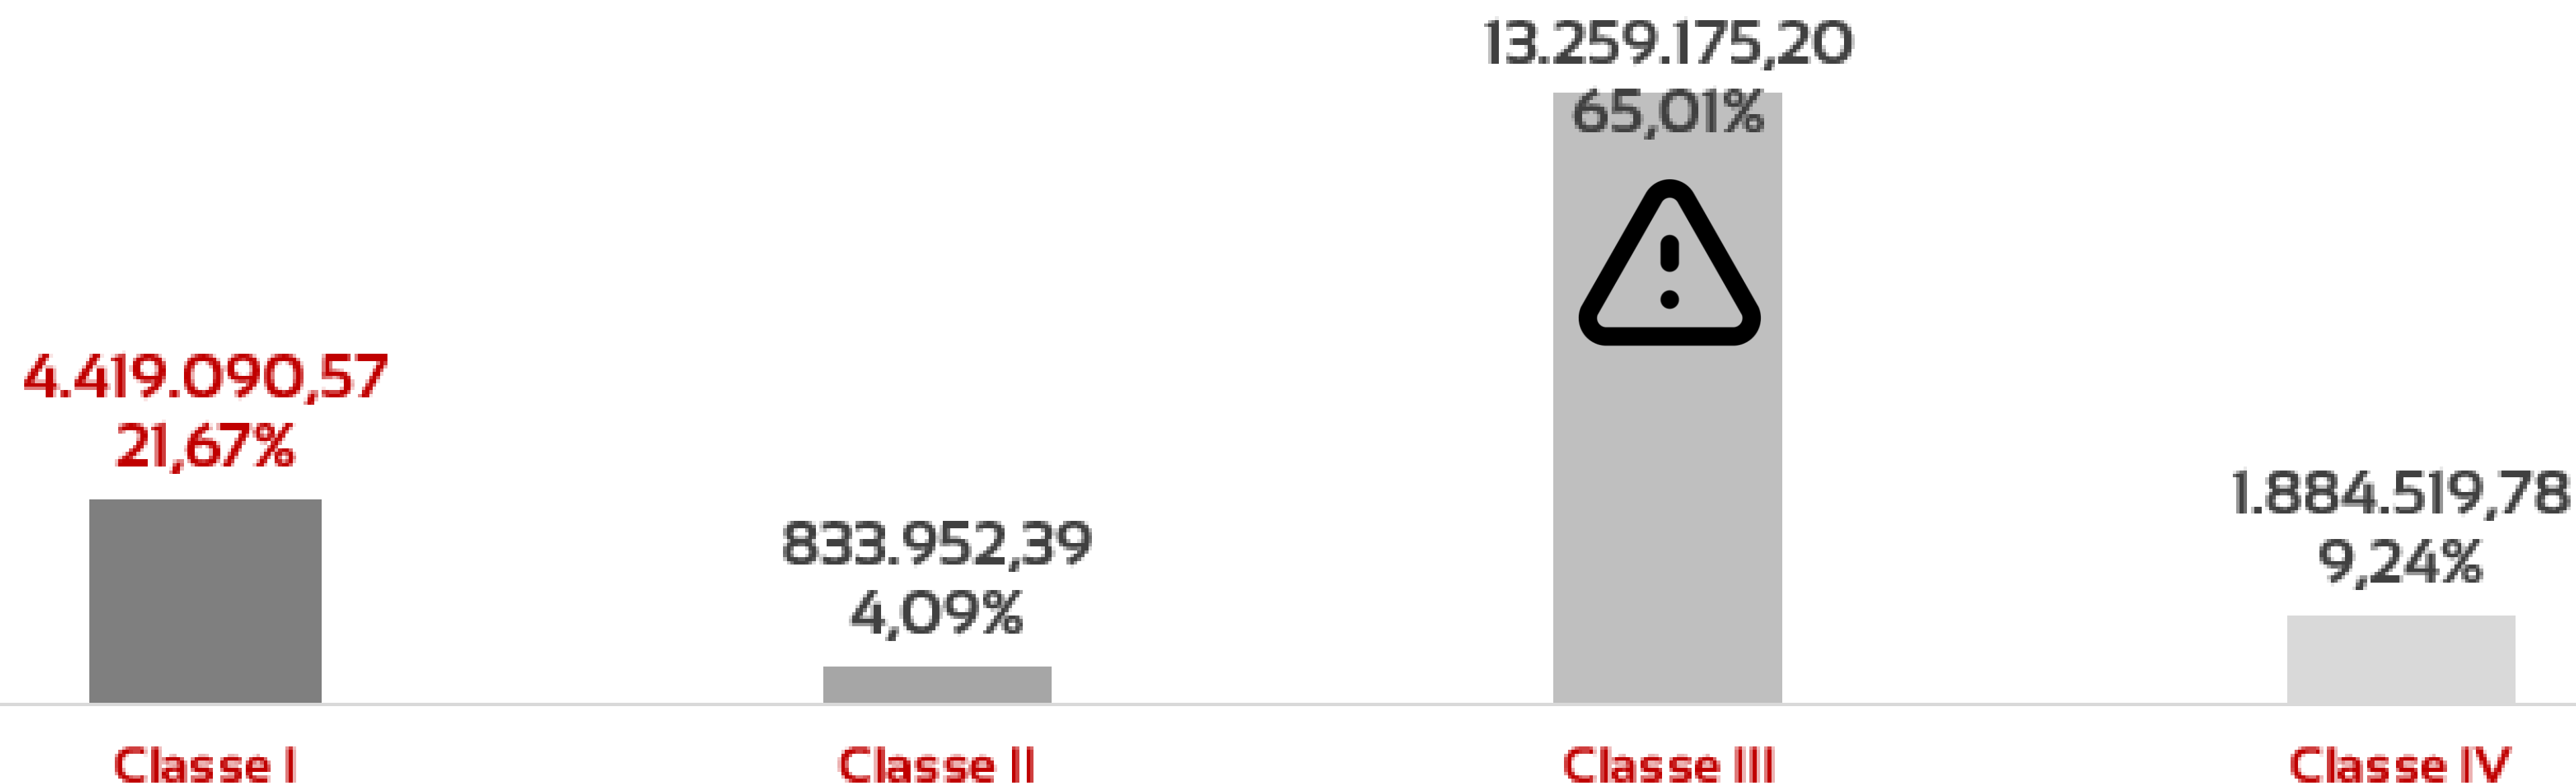 13.259.175,20
65,01%
4.419.090,57
21,67%
833.952,39
4,09%
1.884.519,78
9,24%
Classe I
Classe II
Classe III
Classe IV